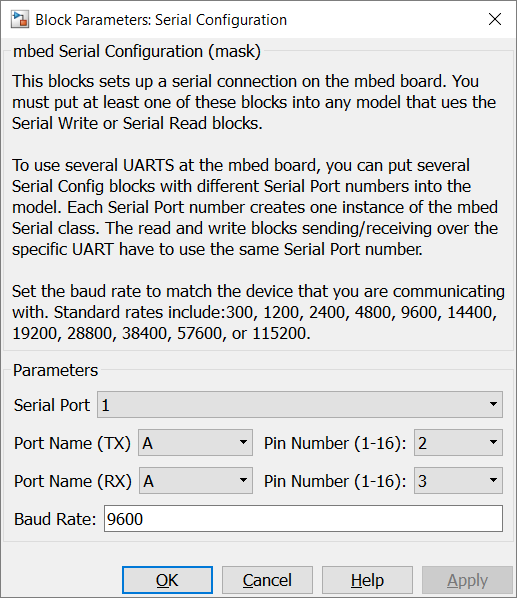 Block Parameters: Serial Configuration
mbed Serial Configuration (mask)
This blocks sets up a serial connection on the mbed board. You
must put at least one of these blocks into any model that ues the
Serial Write or Serial Read blocks.
To use several UARTS at the mbed board, you can put several
Serial Config blocks with different Serial Port numbers into the
model. Each Serial Port number creates one instance of the mbed
Serial class. The read and write blocks sending/receiving over the
specific UART have to use the same Serial Port number.
Set the baud rate to match the device that you are communicating
with. Standard rates include:300, 1200, 2400, 4800, 9600, 14400,
19200, 28800, 38400, 57600, or 115200.
Parameters
Serial Port 1
Port Name (TX) A Pin Number (1-16): 2
Port Name (RX) A Pin Number (1-16): 3
Baud Rate: 9600
OK Cancel Help Apply